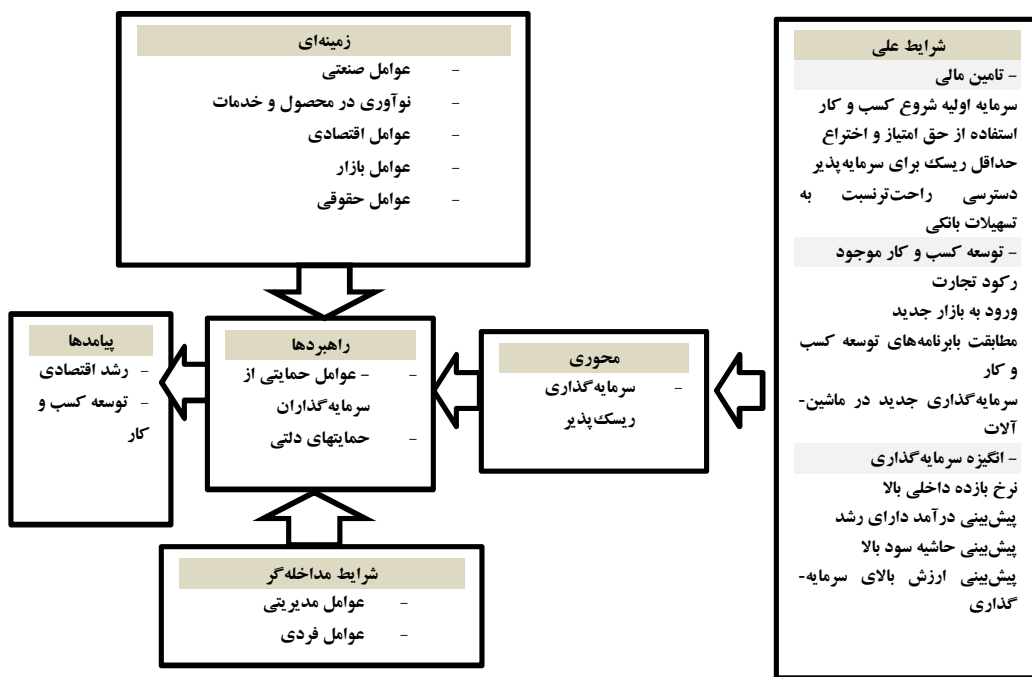 شرایط علی
- تامین مالی
سرمایه اولیه شروع کسب و کار
استفاده از حق امتیاز و اختراع
حداقل ریسک برای سرمایه‌پذیر
دسترسی راحت‌ترنسبت به
تسهیلات بانکی
- توسعه کسب و کار موجود
رکود تجارت
ورود به بازار جدید
مطابقت بابرنامه‌های توسعه کسب
و کار
سرمایه‌گذاری جدید در ماشین-
آلات
- انگیزه سرمایه‌گذاری
نرخ بازده داخلی بالا
پیش‌بینی درآمد دارای رشد
پیش‌بینی حاشیه سود بالا
پیش‌بینی ارزش بالای سرمایه-
گذاری
زمینه‌ای
- عوامل صنعتی
- نوآوری در محصول و خدمات
- عوامل اقتصادی
- عوامل بازار
- عوامل حقوقی
محوری
- سرمایه‌گذاری
ریسک‌پذیر
راهبردها
- - عوامل حمایتی از
سرمایه‌گذاران
- حمایتهای دلتی
پیامدها
- رشد اقتصادی
- توسعه کسب و
کار
شرایط مداخله‌گر
- عوامل مدیریتی
- عوامل فردی